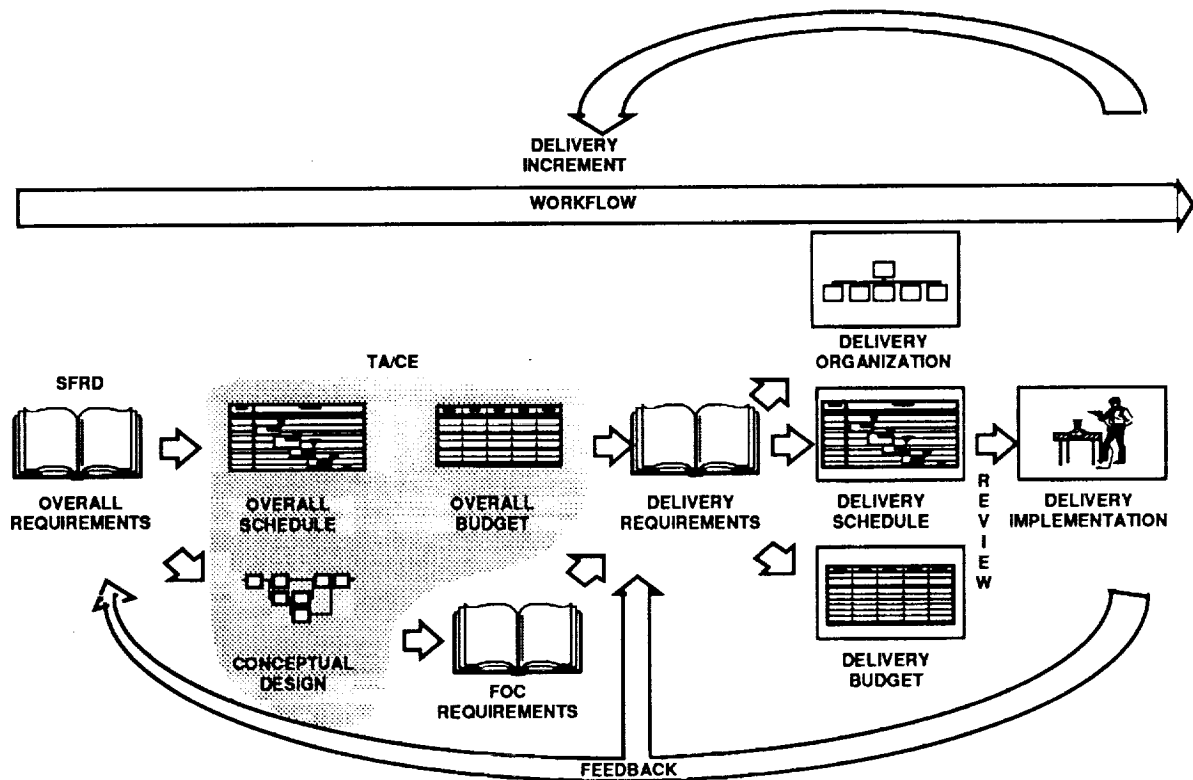 DELIVERY
INCREMENT
WORKFLOW
DELIVERY
ORGANIZATION
TA/CE
SFRD
OVERALL
REQUIREMENTS
OVERALL
SCHEDULE
OVERALL
BUDGET
DELIVERY
REQUIREMENTS
DELIVERY
SCHEDULE
REVIEW
DELIVERY
IMPLEMENTATION
CONCEPTUAL
DESIGN
FOC
REQUIREMENTS
DELIVERY
BUDGET
FEEDBACK